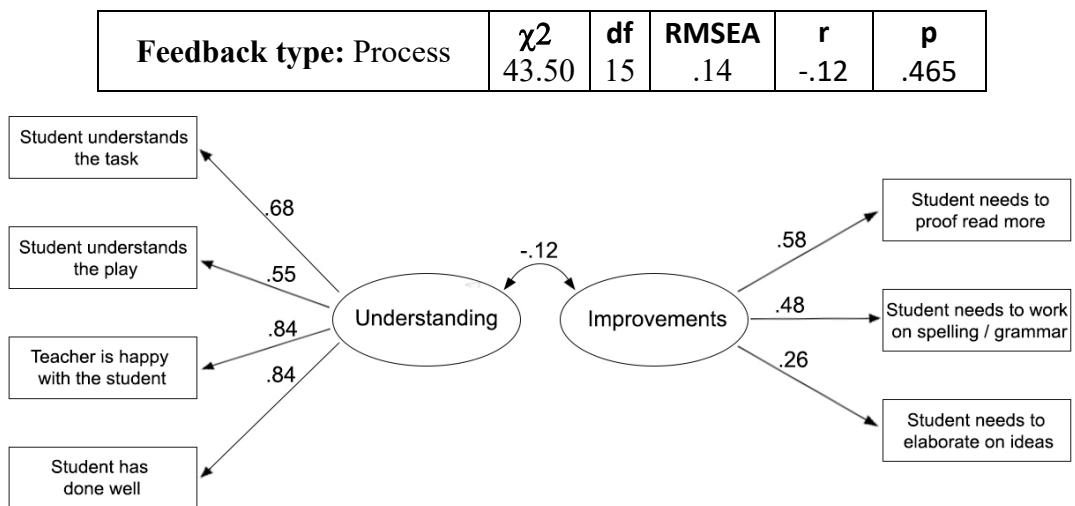 Feedback type: Process
χ2 df RMSEA r p
43.50 15 .14 -.12 .465
Student understands
the task
Student understands
the play
Teacher is happy
with the student
Student has
done well
.68
.55
.84
.84
Understanding
-.12
Improvements
.58
.48
.26
Student needs to
proof read more
Student needs to work
on spelling / grammar
Student needs to
elaborate on ideas